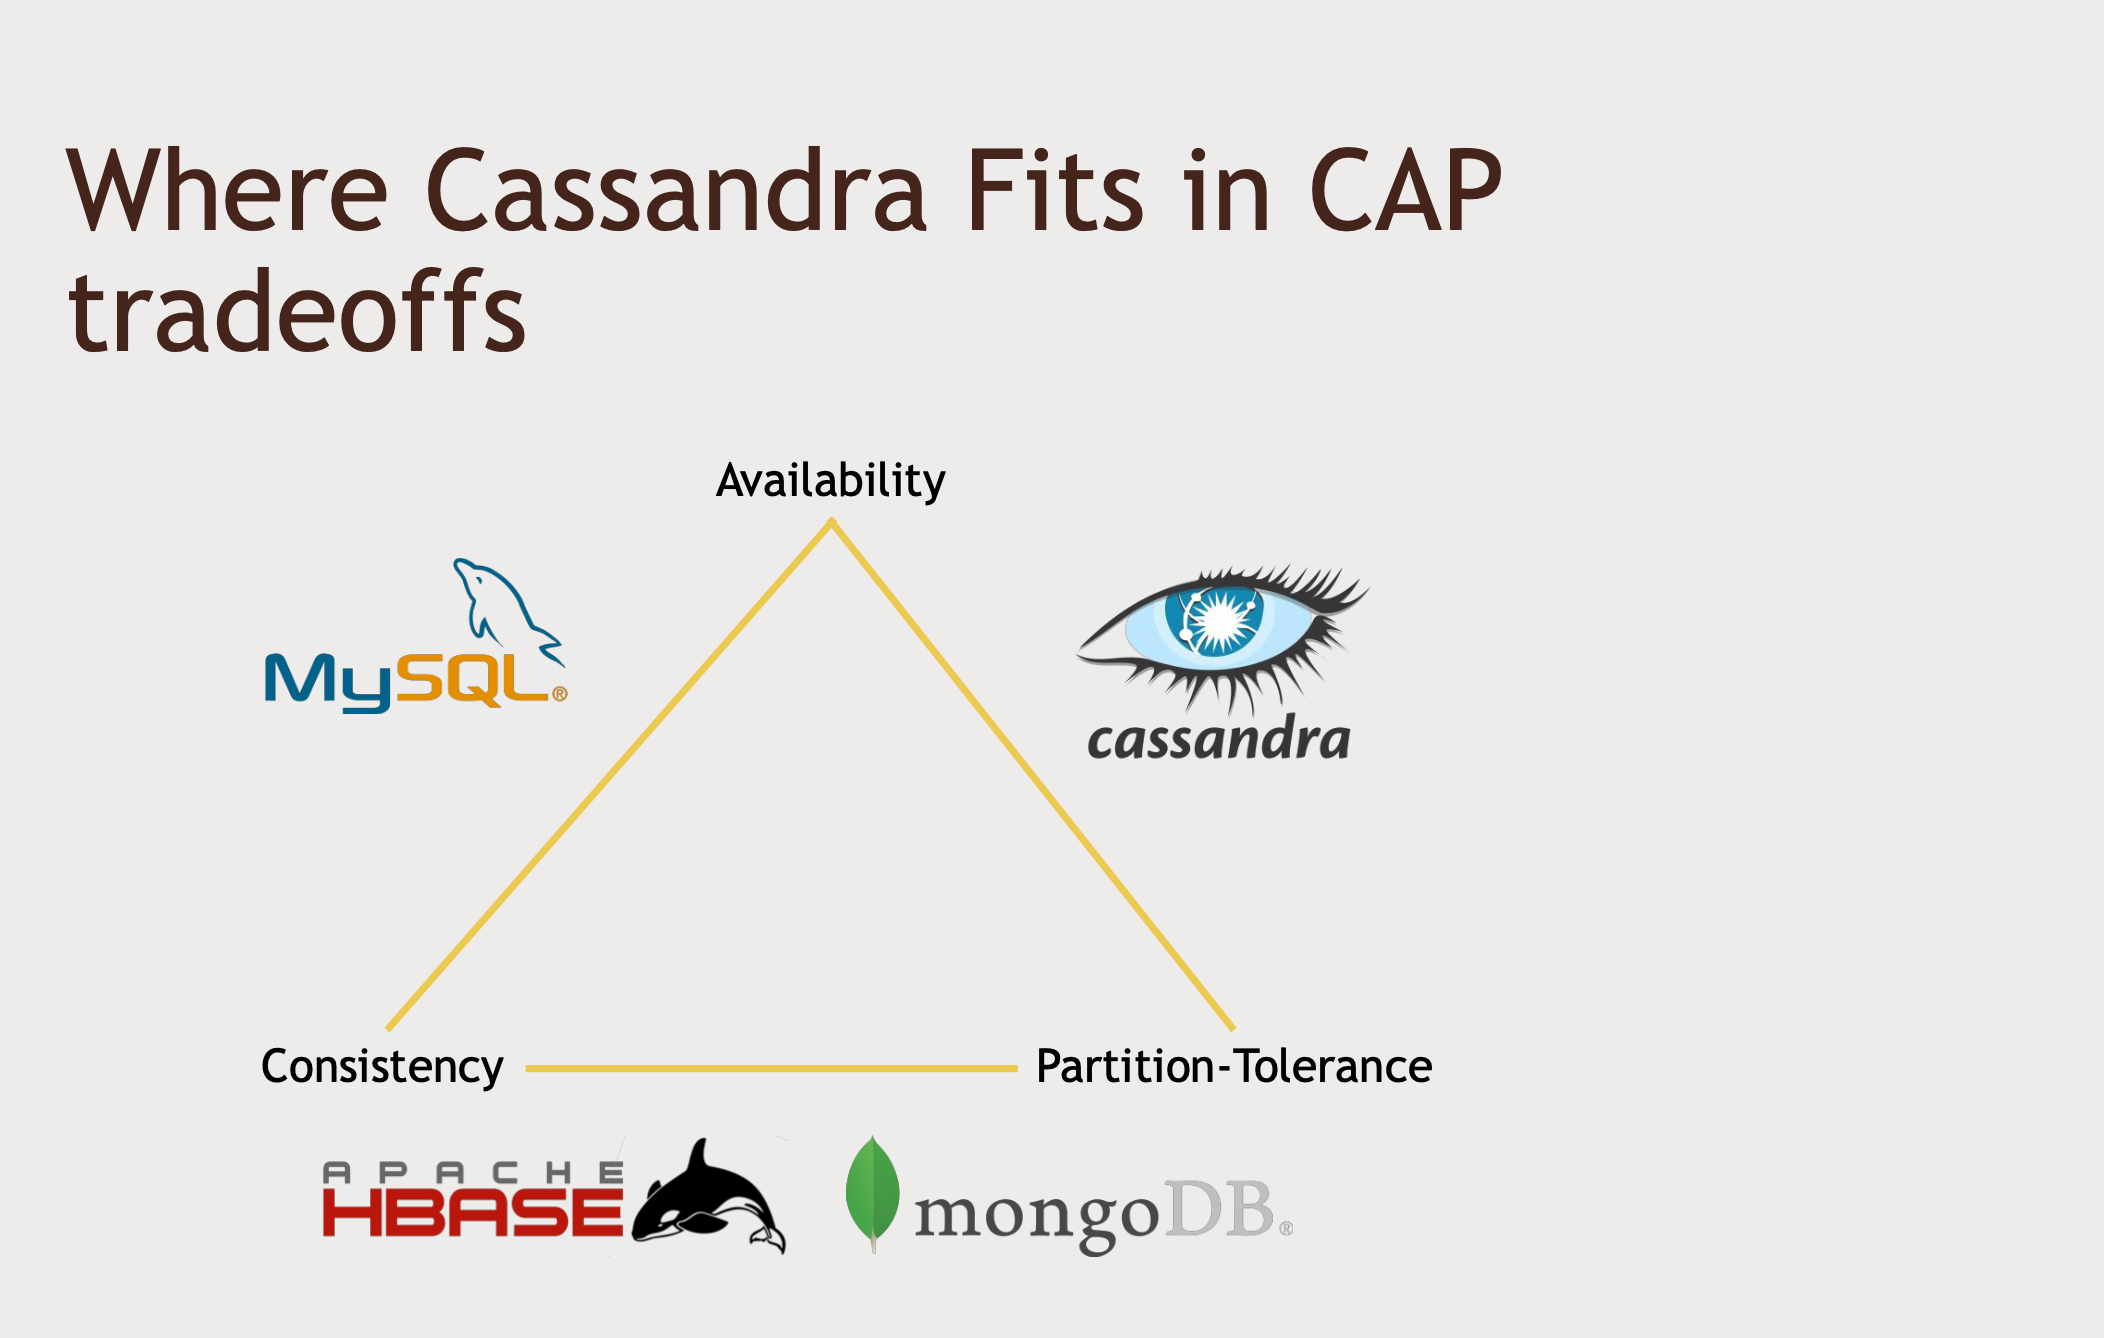 Where Cassandra Fits in CAP
tradeoffs
Availability
MySQL®
cassandra
Consistency
Partition-Tolerance
APACHE
HBASE
mongoDB®